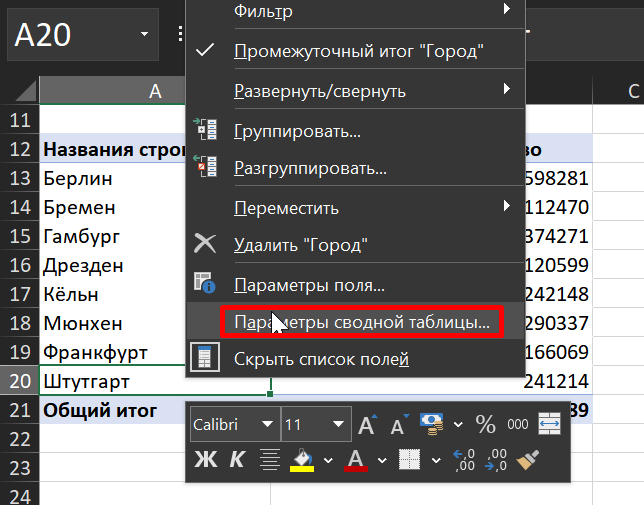 A20
Фильтр
Промежуточный итог "Город"
Развернуть/свернуть
Группировать...
Разгруппировать...
Переместить
Удалить "Город"
Параметры поля...
Параметры сводной таблицы...
Скрыть список полей
A C
11
12 Названия стро во
13 Берлин 598281
14 Бремен 112470
15 Гамбург 374271
16 Дрезден 120599
17 Кёльн 242148
18 Мюнхен 290337
19 Франкфурт 166069
20 Штутгарт 241214
21 Общий итог 39
22
23
24
Calibri 11 A A % 000
Ж К A ,00 ,00